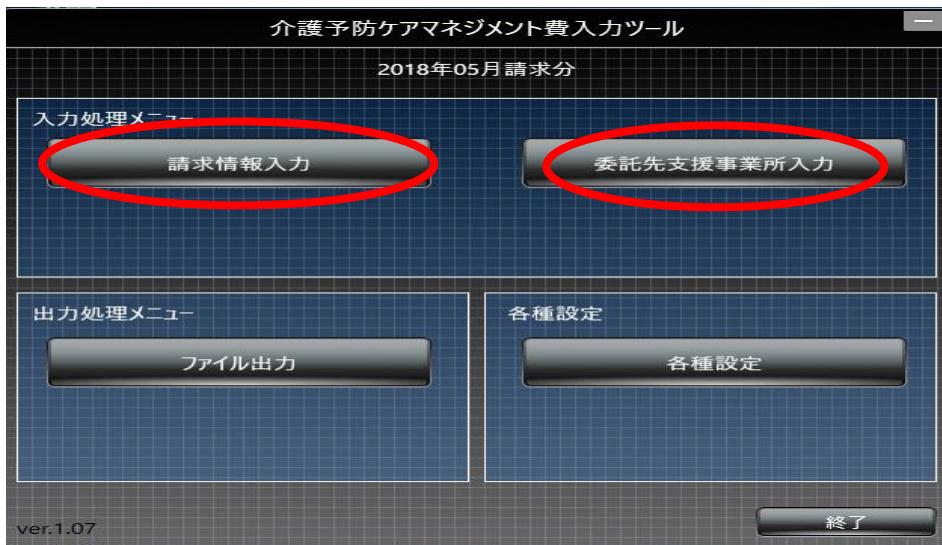 介護予防ケアマネジメント費入力ツール
2018年05月請求分
入力処理メニュー
請求情報入力
委託先支援事業所入力
出力処理メニュー
各種設定
ファイル出力
各種設定
ver.1.07
終了